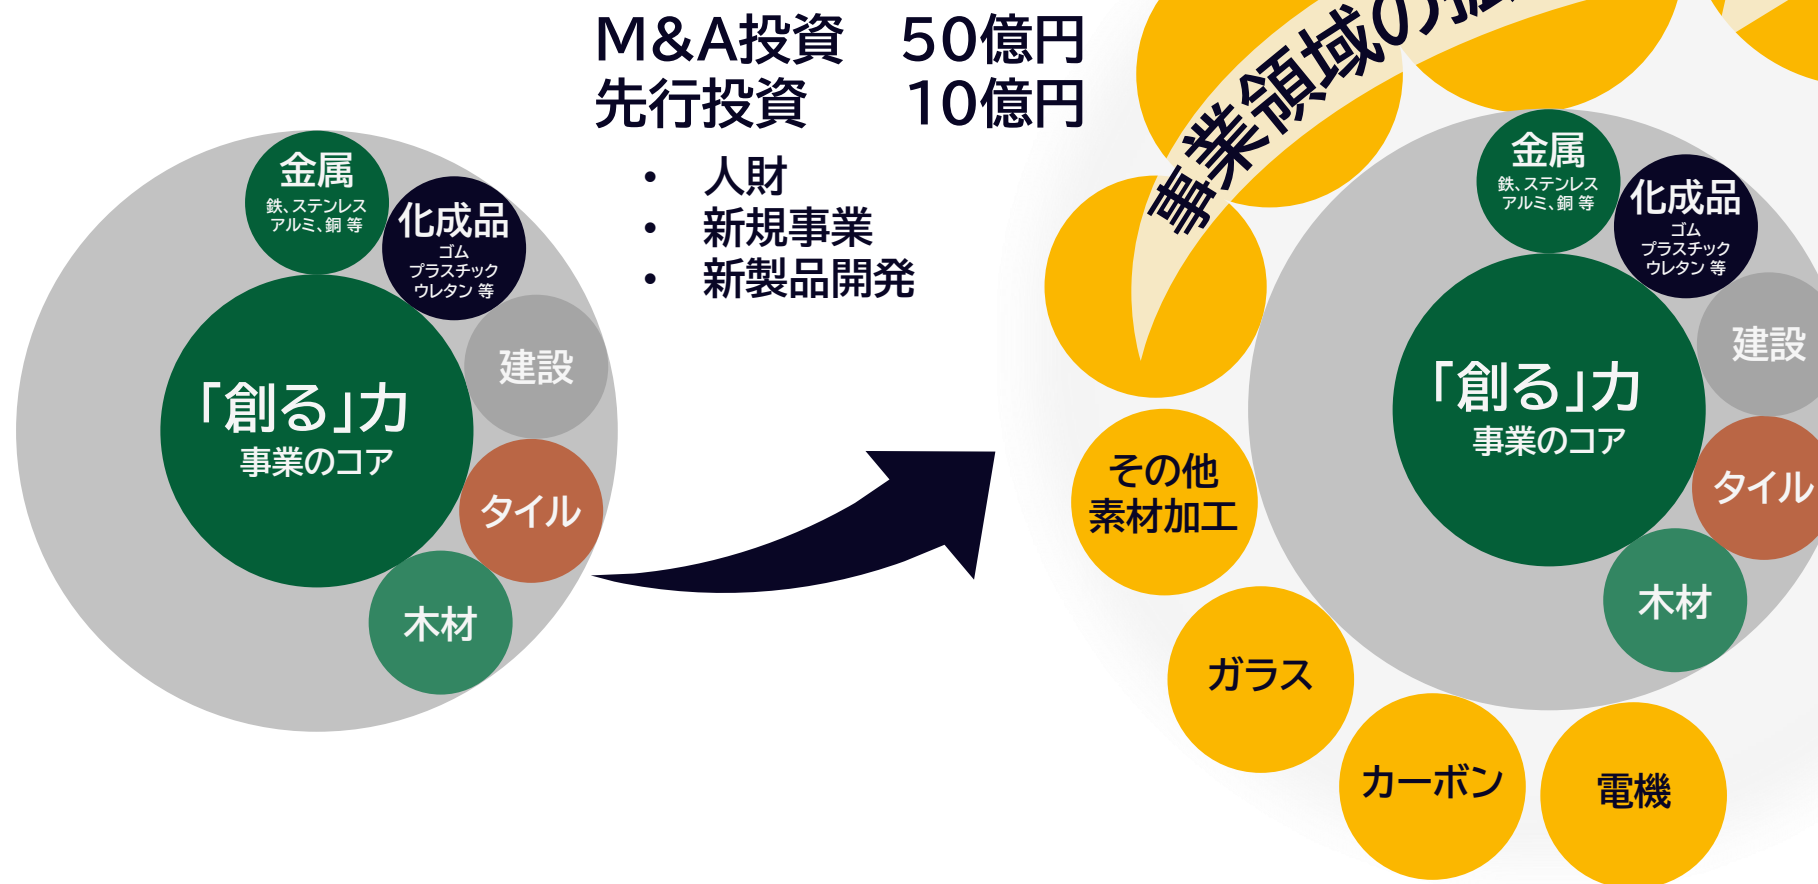 M&A投資　50億円
先行投資　10億円
・　人財
・　新規事業
・　新製品開発
金属
鉄、ステンレス
アルミ、銅 等
化成品
ゴム
プラスチック
ウレタン 等
建設
タイル
木材
「創る」力
事業のコア
事業領域の拡
金属
鉄、ステンレス
アルミ、銅 等
化成品
ゴム
プラスチック
ウレタン 等
建設
タイル
木材
「創る」力
事業のコア
その他
素材加工
ガラス
カーボン
電機